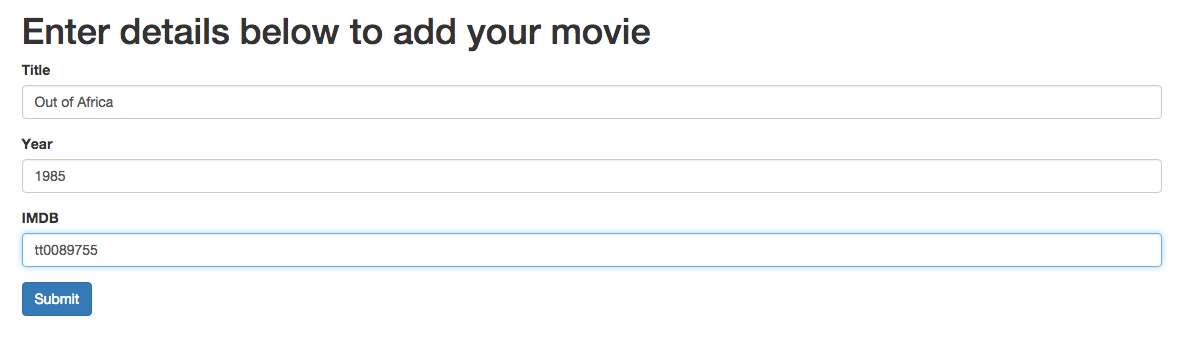 Enter details below to add your movie
Title
Out of Africa
Year
1985
IMDB
tt0089755
Submit